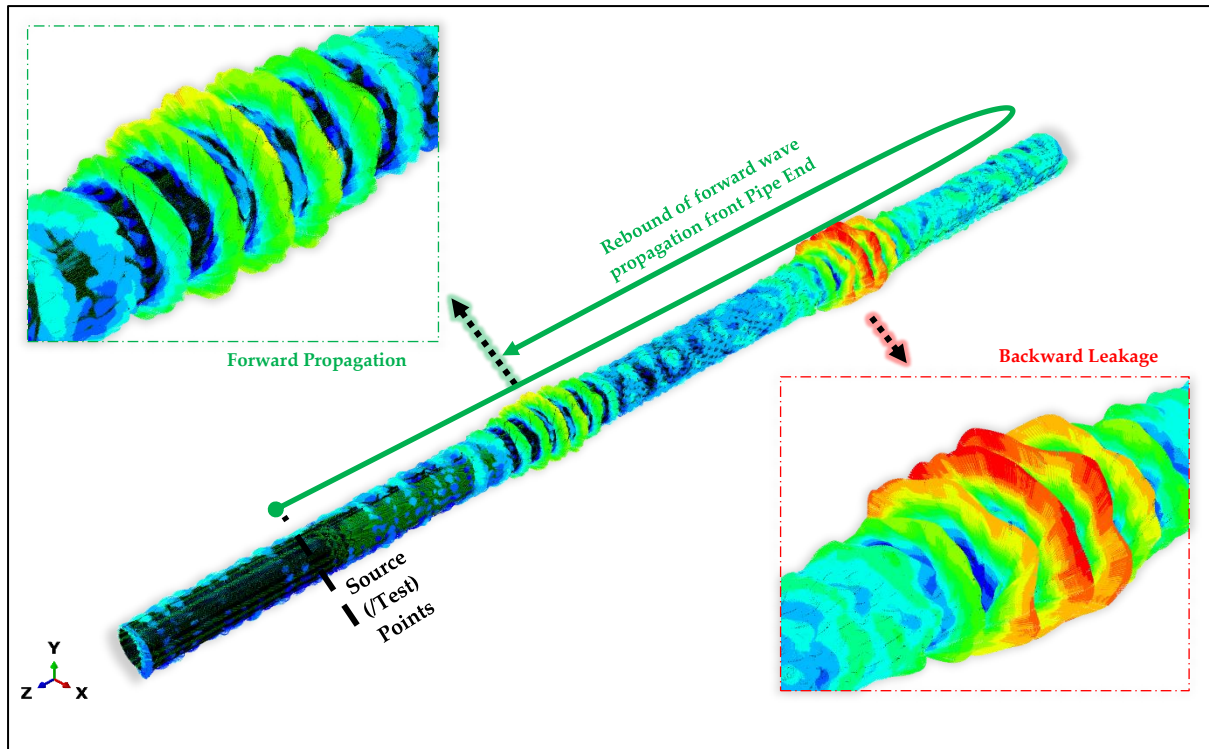 Rebound of forward wave
propagation front Pipe End
Forward Propagation
Backward Leakage
Source
(/Test)
Points
Y
Z
X